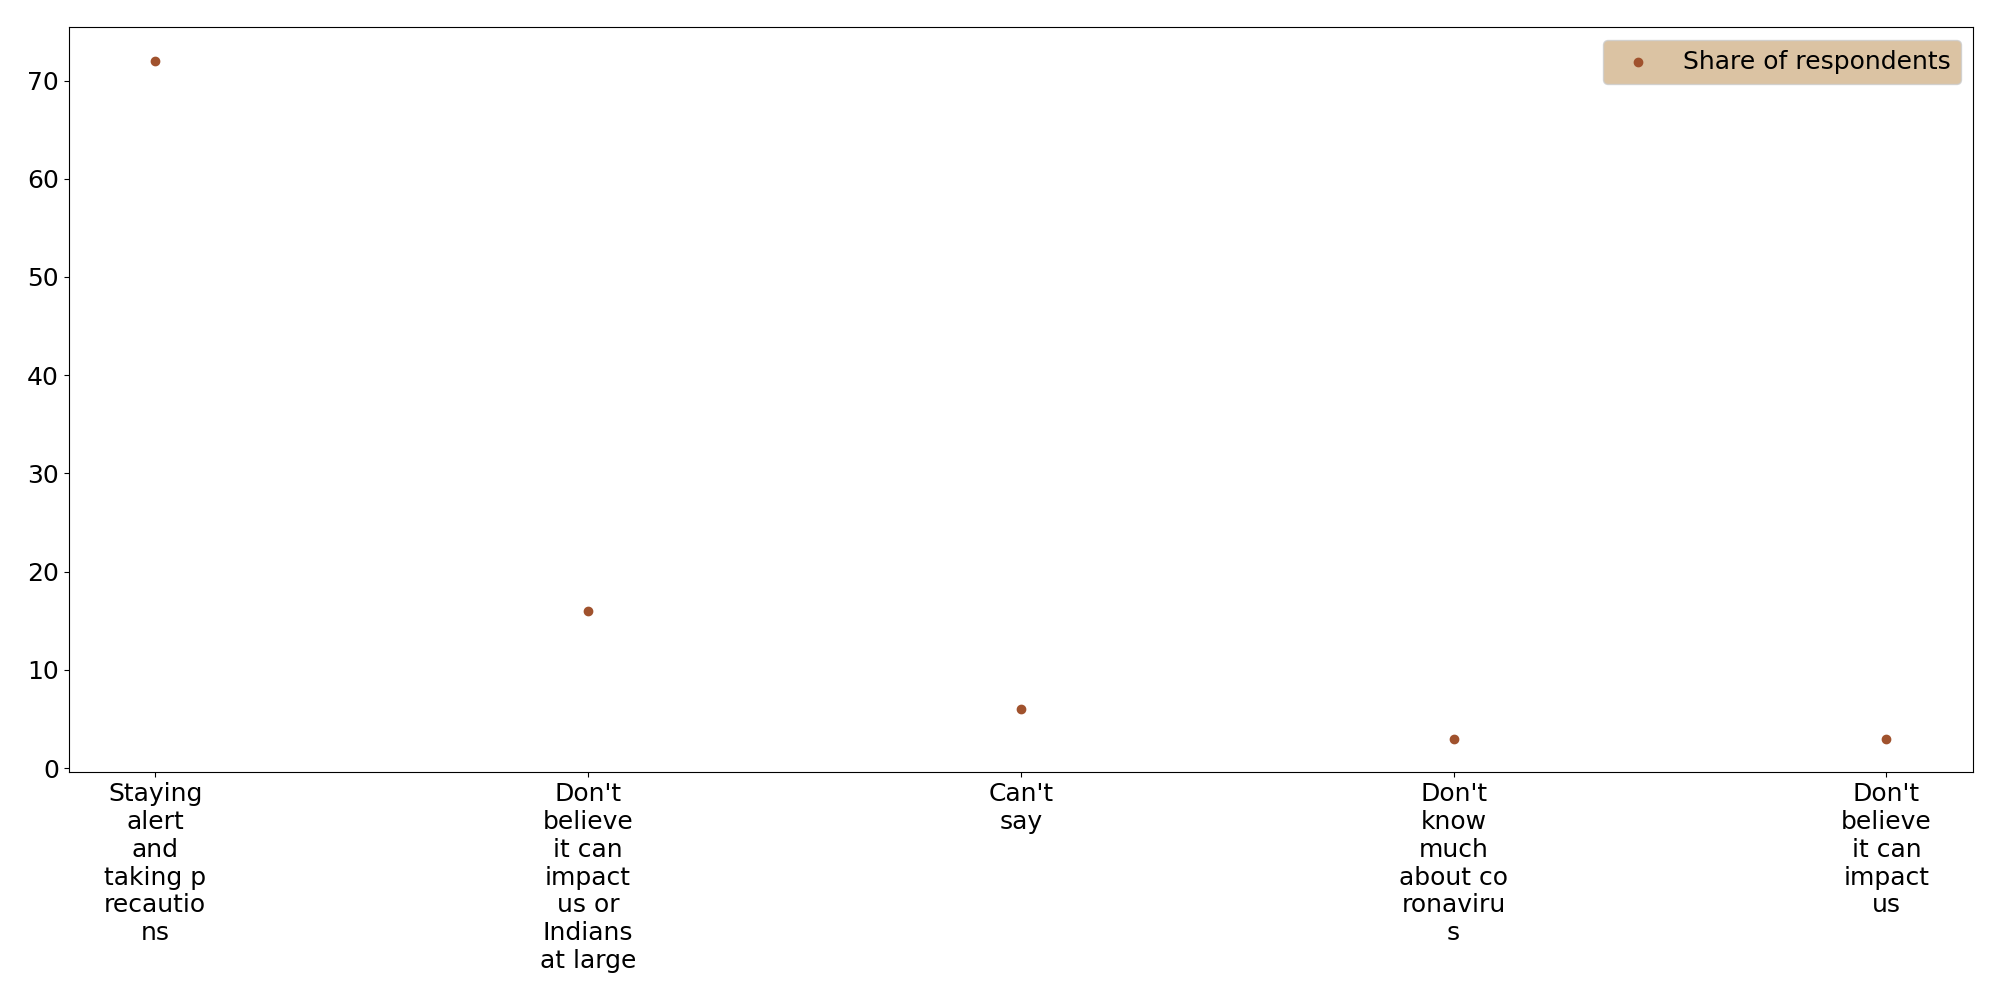 Share of respondents
70
60
50
40
30
20
10
0
Staying
alert
and
taking p
recautio
ns
Don't
believe
it can
impact
us or
Indians
at large
Can't
say
Don't
know
much
about co
ronaviru
s
Don't
believe
it can
impact
us